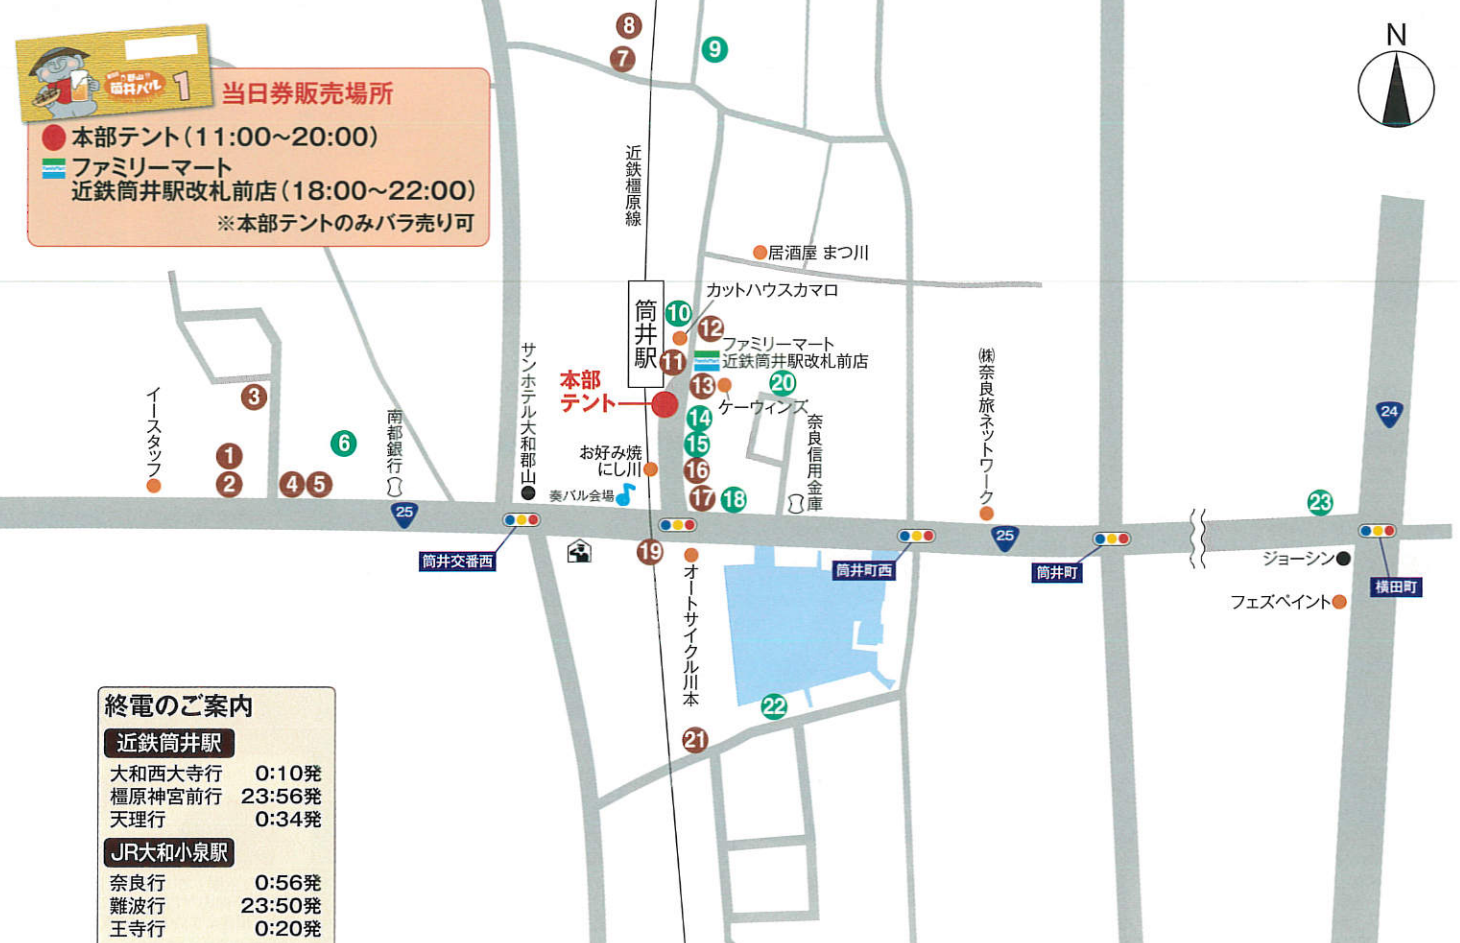 筒井バル 1
当日券販売場所
本部テント(11:00〜20:00)
ファミリーマート
近鉄筒井駅改札前店(18:00〜22:00)
※本部テントのみバラ売り可
N
8
7
9
近鉄橿原線
居酒屋 まつ川
カットハウスカマロ
筒井駅
10
12
11
ファミリーマート
近鉄筒井駅改札前店
13
ケーウィンズ
20
本部
テント
14
15
16
17
18
お好み焼
にし川
奏バル会場
奈良信用金庫
サンホテル大和郡山
南都銀行
イースタッフ
3
1
2
4
5
6
25
㈱奈良旅ネットワーク
24
23
25
筒井交番西
19
オートサイクル川本
筒井町西
筒井町
ジョーシン
横田町
フェズペイント
22
21
終電のご案内
近鉄筒井駅
大和西大寺行 0:10発
橿原神宮前行 23:56発
天理行 0:34発
JR大和小泉駅
奈良行 0:56発
難波行 23:50発
王寺行 0:20発